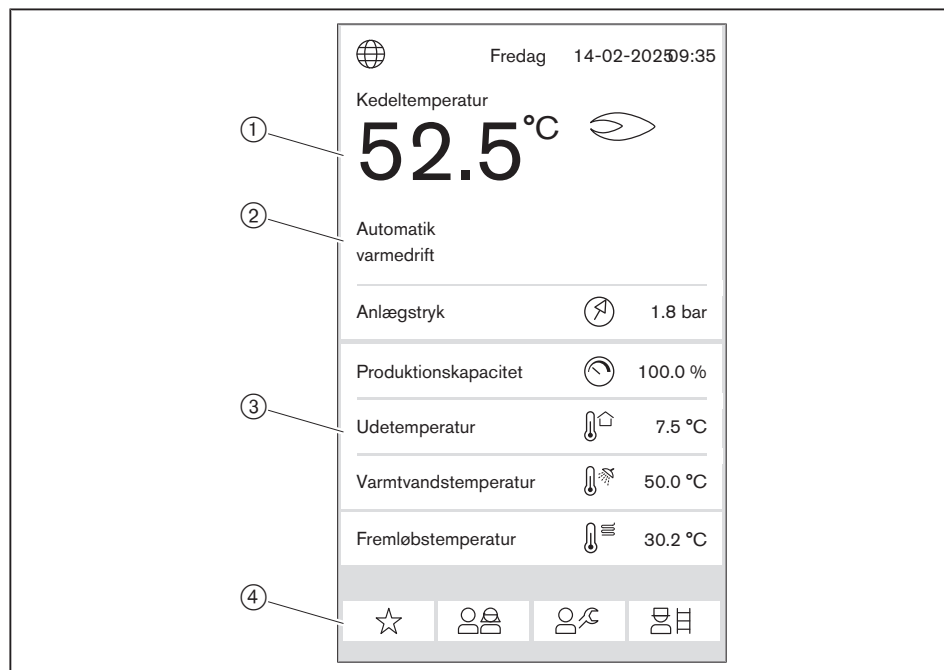 Fredag 14-02-2025 09:35
Kedeltemperatur
1
52.5 °C
2
Automatik
varmedrift
Anlægstryk 1.8 bar
Produktionskapacitet 100.0 %
3
Udetemperatur 7.5 °C
Varmtvandstemperatur 50.0 °C
Fremløbstemperatur 30.2 °C
4